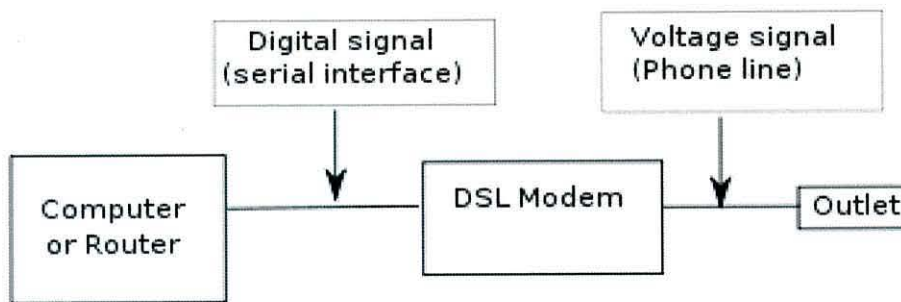 Digital signal
(serial interface)
Voltage signal
(Phone line)
Computer
or Router
DSL Modem
Outlet